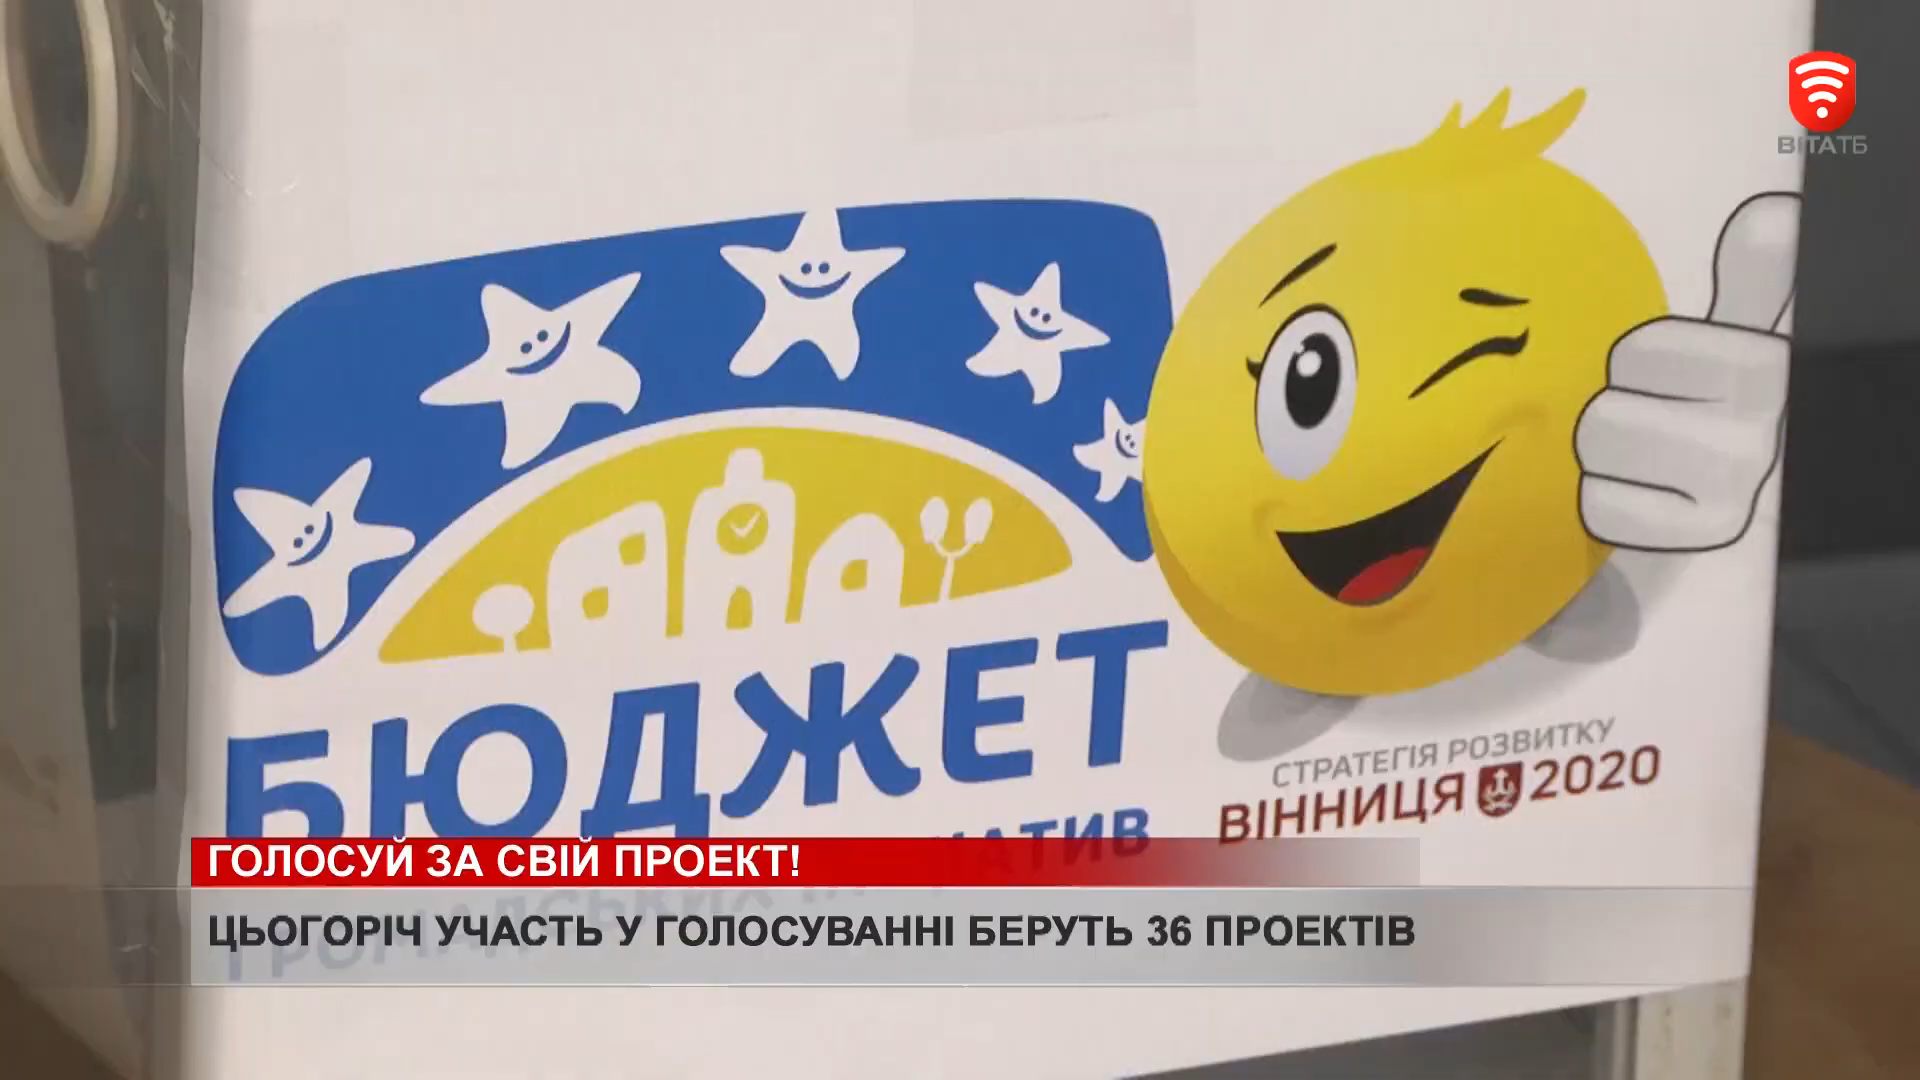 ВІТАТБ
БЮДЖЕТ
СТРАТЕГІЯ РОЗВИТКУ
ВІННИЦЯ 2020
ГОЛОСУЙ ЗА СВІЙ ПРОЕКТ!
ЦЬОГОРІЧ УЧАСТЬ У ГОЛОСУВАННІ БЕРУТЬ 36 ПРОЕКТІВ